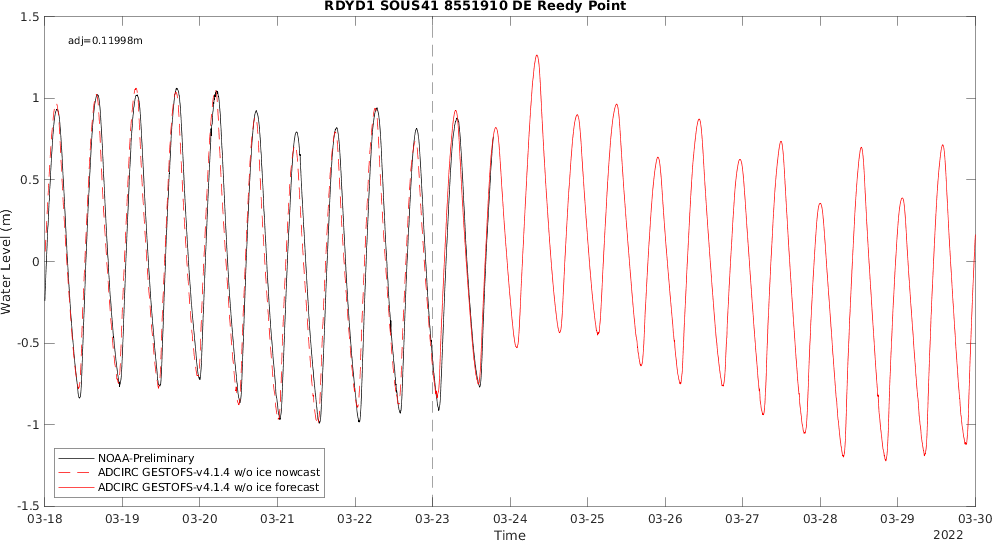 RDYD1 SOUS41 8551910 DE Reedy Point
adj=0.11998m
Water Level (m)
1.5
1
0.5
0
-0.5
-1
-1.5
NOAA-Preliminary
ADCIRC GESTOFS-v4.1.4 w/o ice nowcast
ADCIRC GESTOFS-v4.1.4 w/o ice forecast
03-18 03-19 03-20 03-21 03-22 03-23 03-24 03-25 03-26 03-27 03-28 03-29 03-30
Time
2022